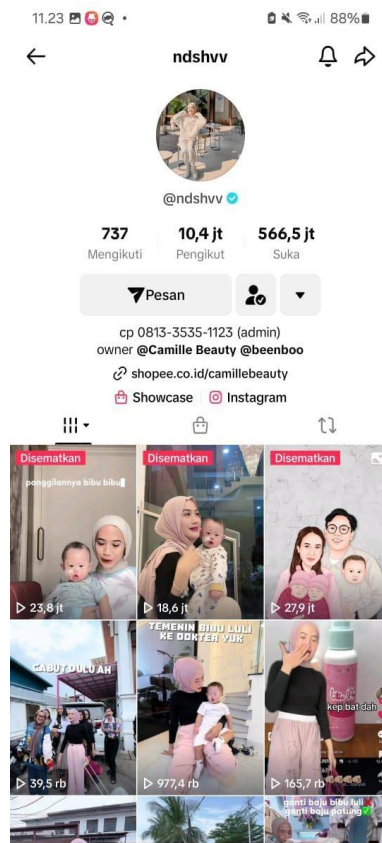 11.23
88%
ndshvv
@ndshvv
737
10,4 jt
566,5 jt
Mengikuti
Pengikut
Suka
Pesan
cp 0813-3535-1123 (admin)
owner @Camille Beauty @beenboo
shopee.co.id/camillebeauty
Showcase
Instagram
Disematkan
Disematkan
Disematkan
panggilannya bibu bibu
23,8 jt
18,6 jt
27,9 jt
CABUT DULU AH
TEMENIN BIBU LULI
KE DOKTER YUK
kep bat dah
39,5 rb
977,4 rb
165,7 rb
ganti baju bibu luli
ganti baju patung